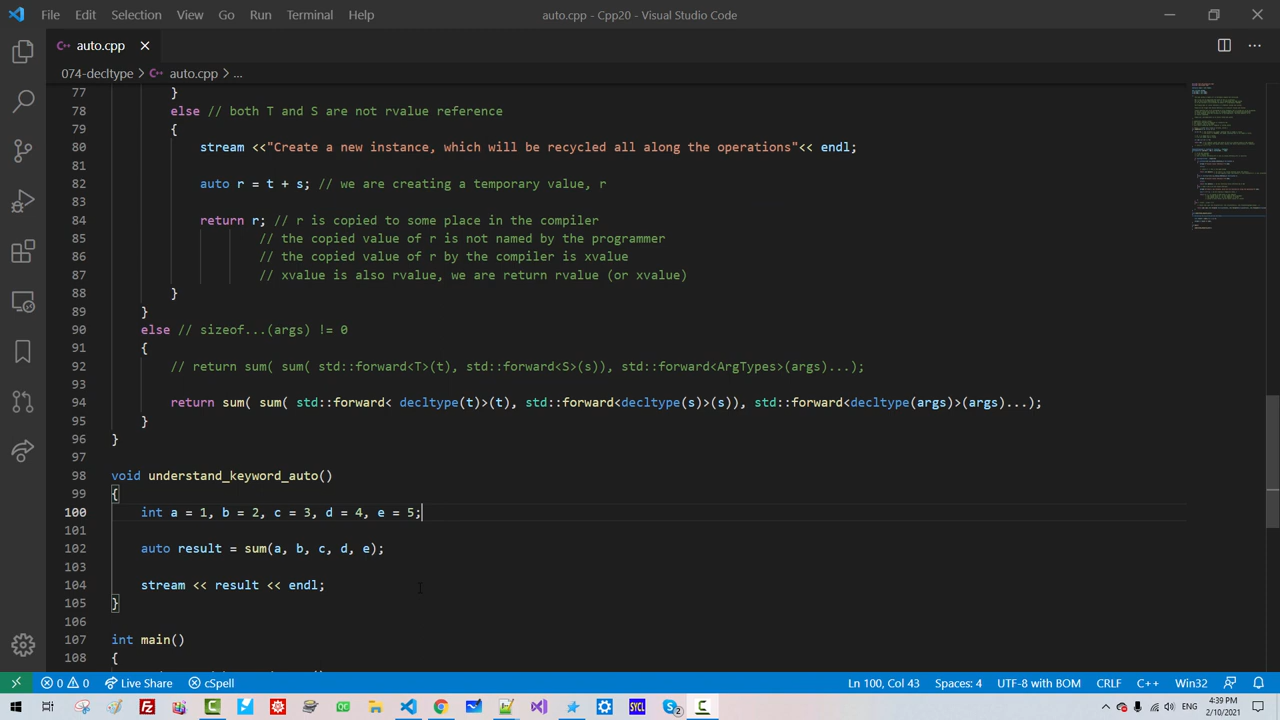 File Edit Selection View Go Run Terminal Help auto.cpp - Cpp20 - Visual Studio Code
auto.cpp
074-decltype > auto.cpp > ...
77 }
78 else // both T and S are not rvalue reference
79 {
80 stream <<"Create a new instance, which will be recycled all along the operations"<< endl;
81
82 auto r = t + s; // we are creating a temporary value, r
83
84 return r; // r is copied to some place in the compiler
85 // the copied value of r is not named by the programmer
86 // the copied value of r by the compiler is xvalue
87 // xvalue is also rvalue, we are return rvalue (or xvalue)
88 }
89 }
90 else // sizeof...(args) != 0
91 {
92 // return sum( sum( std::forward<T>(t), std::forward<S>(s)), std::forward<ArgTypes>(args)...);
93
94 return sum( sum( std::forward< decltype(t)>(t), std::forward<decltype(s)>(s)), std::forward<decltype(args)>(args)...);
95 }
96 }
97
98 void understand_keyword_auto()
99 {
100 int a = 1, b = 2, c = 3, d = 4, e = 5;
101
102 auto result = sum(a, b, c, d, e);
103
104 stream << result << endl;
105 }
106
107 int main()
108 {
0 0 Live Share cSpell Ln 100, Col 43 Spaces: 4 UTF-8 with BOM CRLF C++ Win32
ENG 4:39 PM
2/10/2021